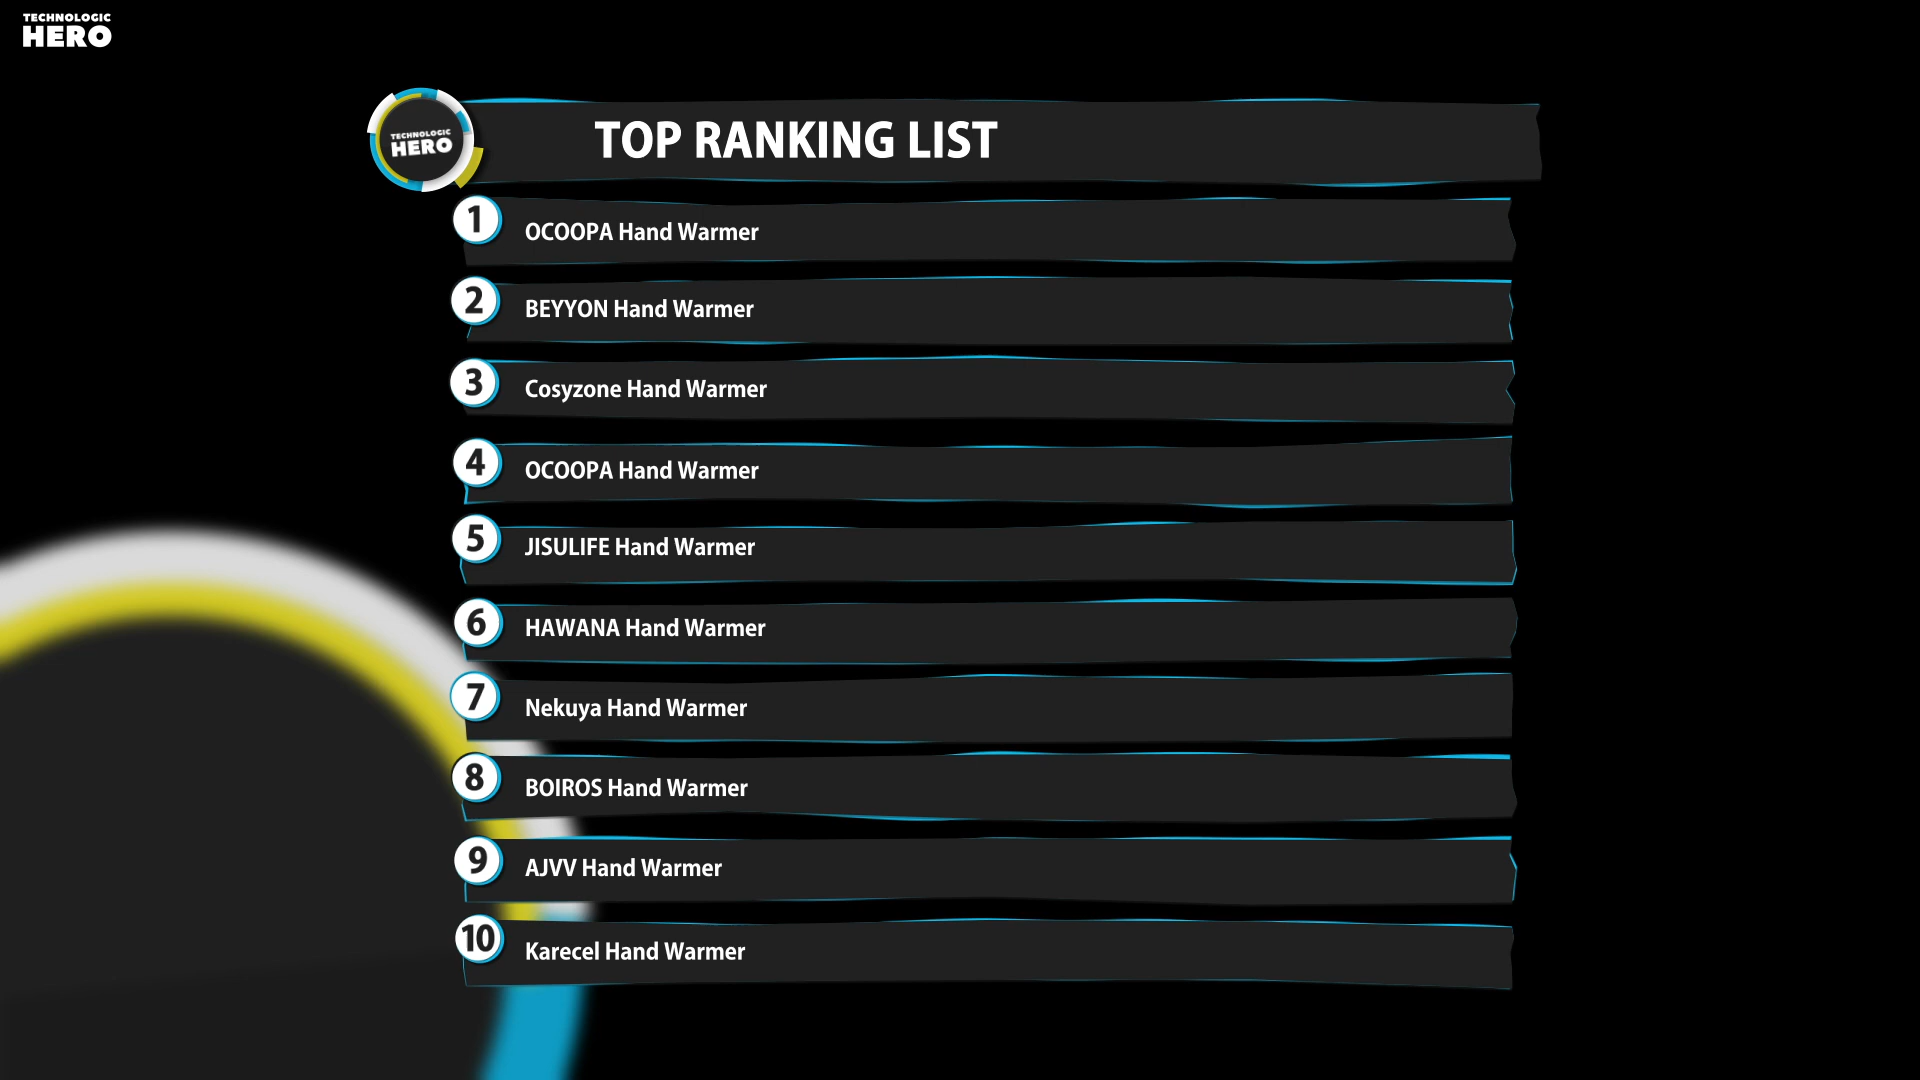 TECHNOLOGIC
HERO
TECHNOLOGIC
HERO
TOP RANKING LIST
1
OCOOPA Hand Warmer
2
BEYYON Hand Warmer
3
Cosyzone Hand Warmer
4
OCOOPA Hand Warmer
5
JISULIFE Hand Warmer
6
HAWANA Hand Warmer
7
Nekuya Hand Warmer
8
BOIROS Hand Warmer
9
AJVV Hand Warmer
10
Karecel Hand Warmer